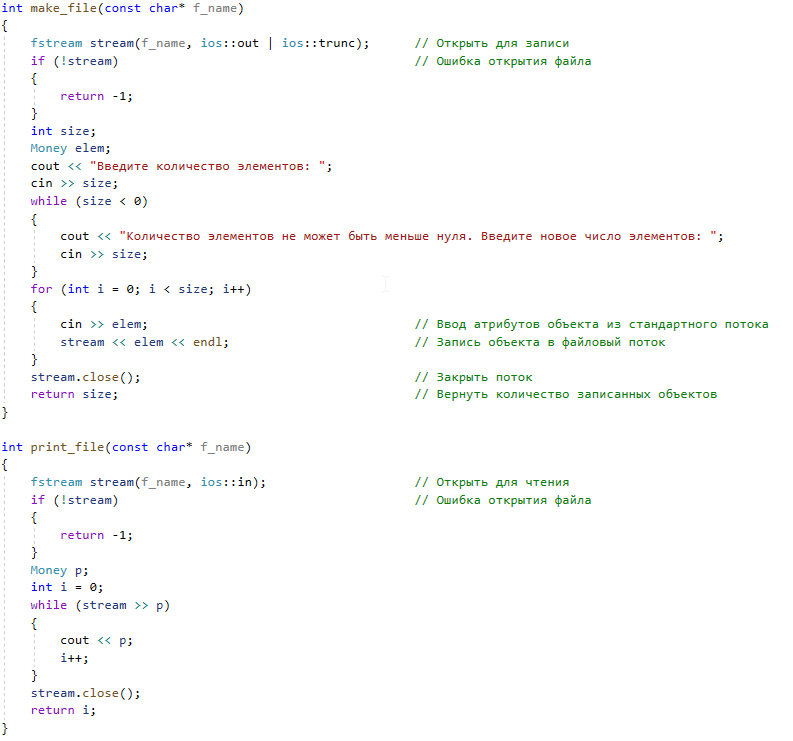 int make_file(const char* f_name)
{
    fstream stream(f_name, ios::out | ios::trunc);      // Открыть для записи
    if (!stream)                                        // Ошибка открытия файла
    {
        return -1;
    }
    int size;
    Money elem;
    cout << "Введите количество элементов: ";
    cin >> size;
    while (size < 0)
    {
        cout << "Количество элементов не может быть меньше нуля. Введите новое число элементов: ";
        cin >> size;
    }
    for (int i = 0; i < size; i++)
    {
        cin >> elem;                                    // Ввод атрибутов объекта из стандартного потока
        stream << elem << endl;                         // Запись объекта в файловый поток
    }
    stream.close();                                     // Закрыть поток
    return size;                                        // Вернуть количество записанных объектов
}

int print_file(const char* f_name)
{
    fstream stream(f_name, ios::in);                    // Открыть для чтения
    if (!stream)                                        // Ошибка открытия файла
    {
        return -1;
    }
    Money p;
    int i = 0;
    while (stream >> p)
    {
        cout << p;
        i++;
    }
    stream.close();
    return i;
}